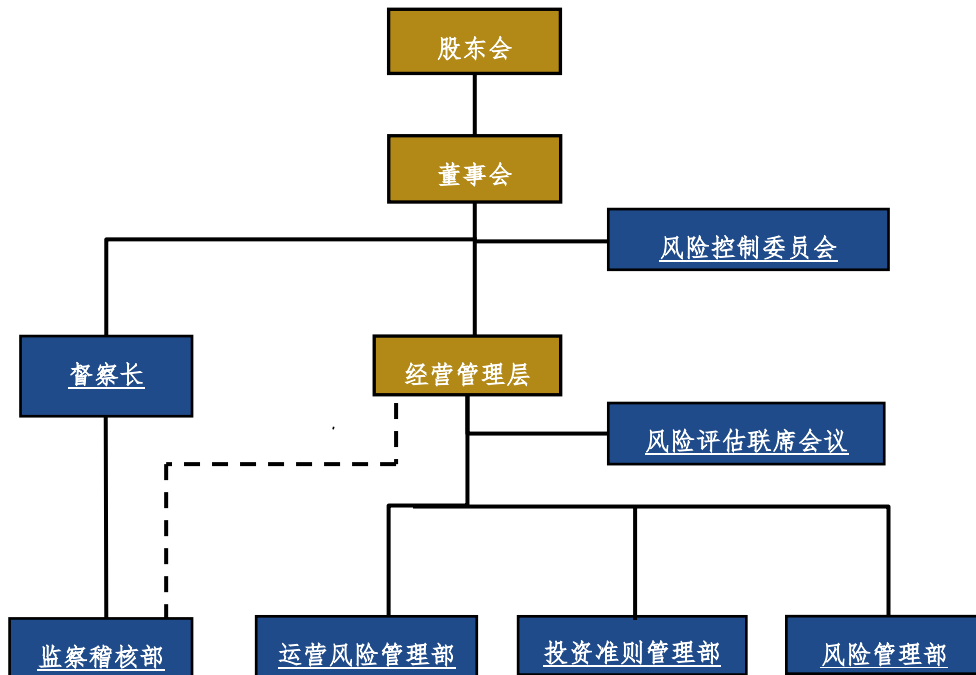 股东会
董事会
风险控制委员会
督察长
经营管理层
风险评估联席会议
监察稽核部
运营风险管理部
投资准则管理部
风险管理部